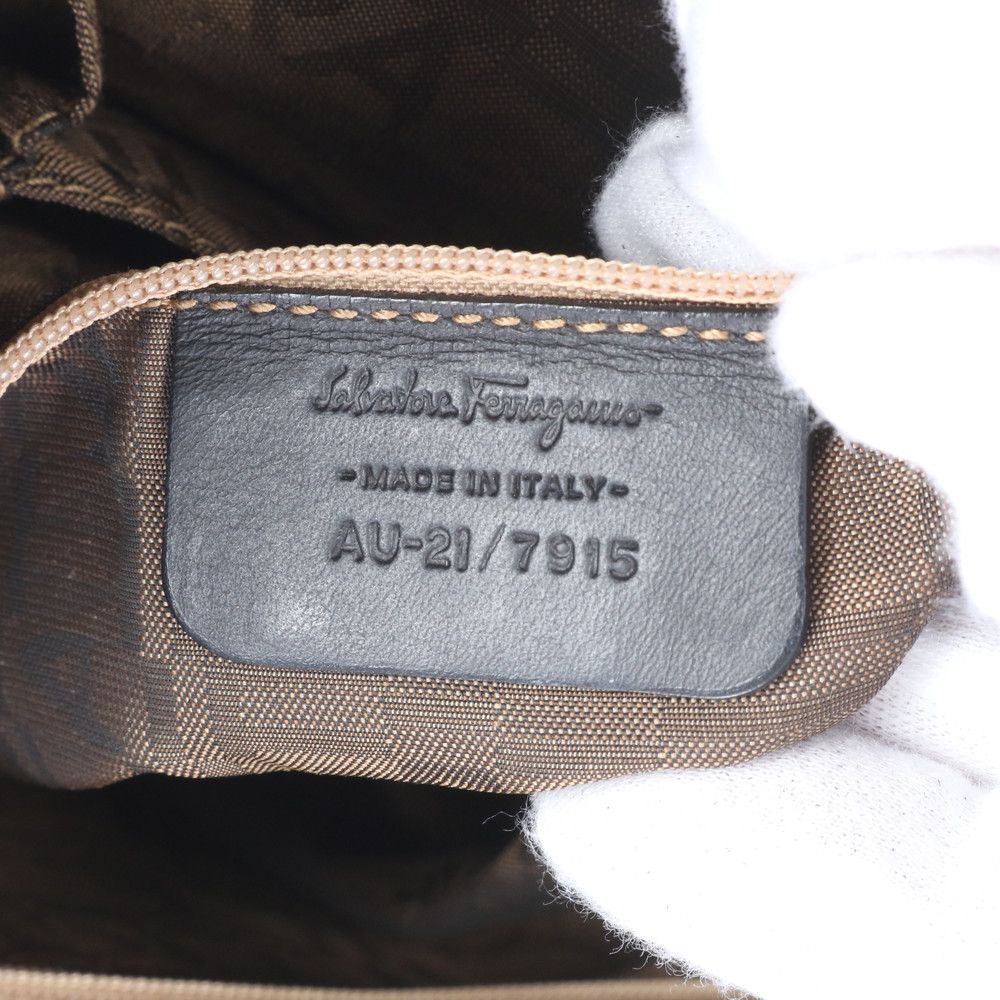 Salvatore Ferragamo
-MADE IN ITALY-
AU-21/7915